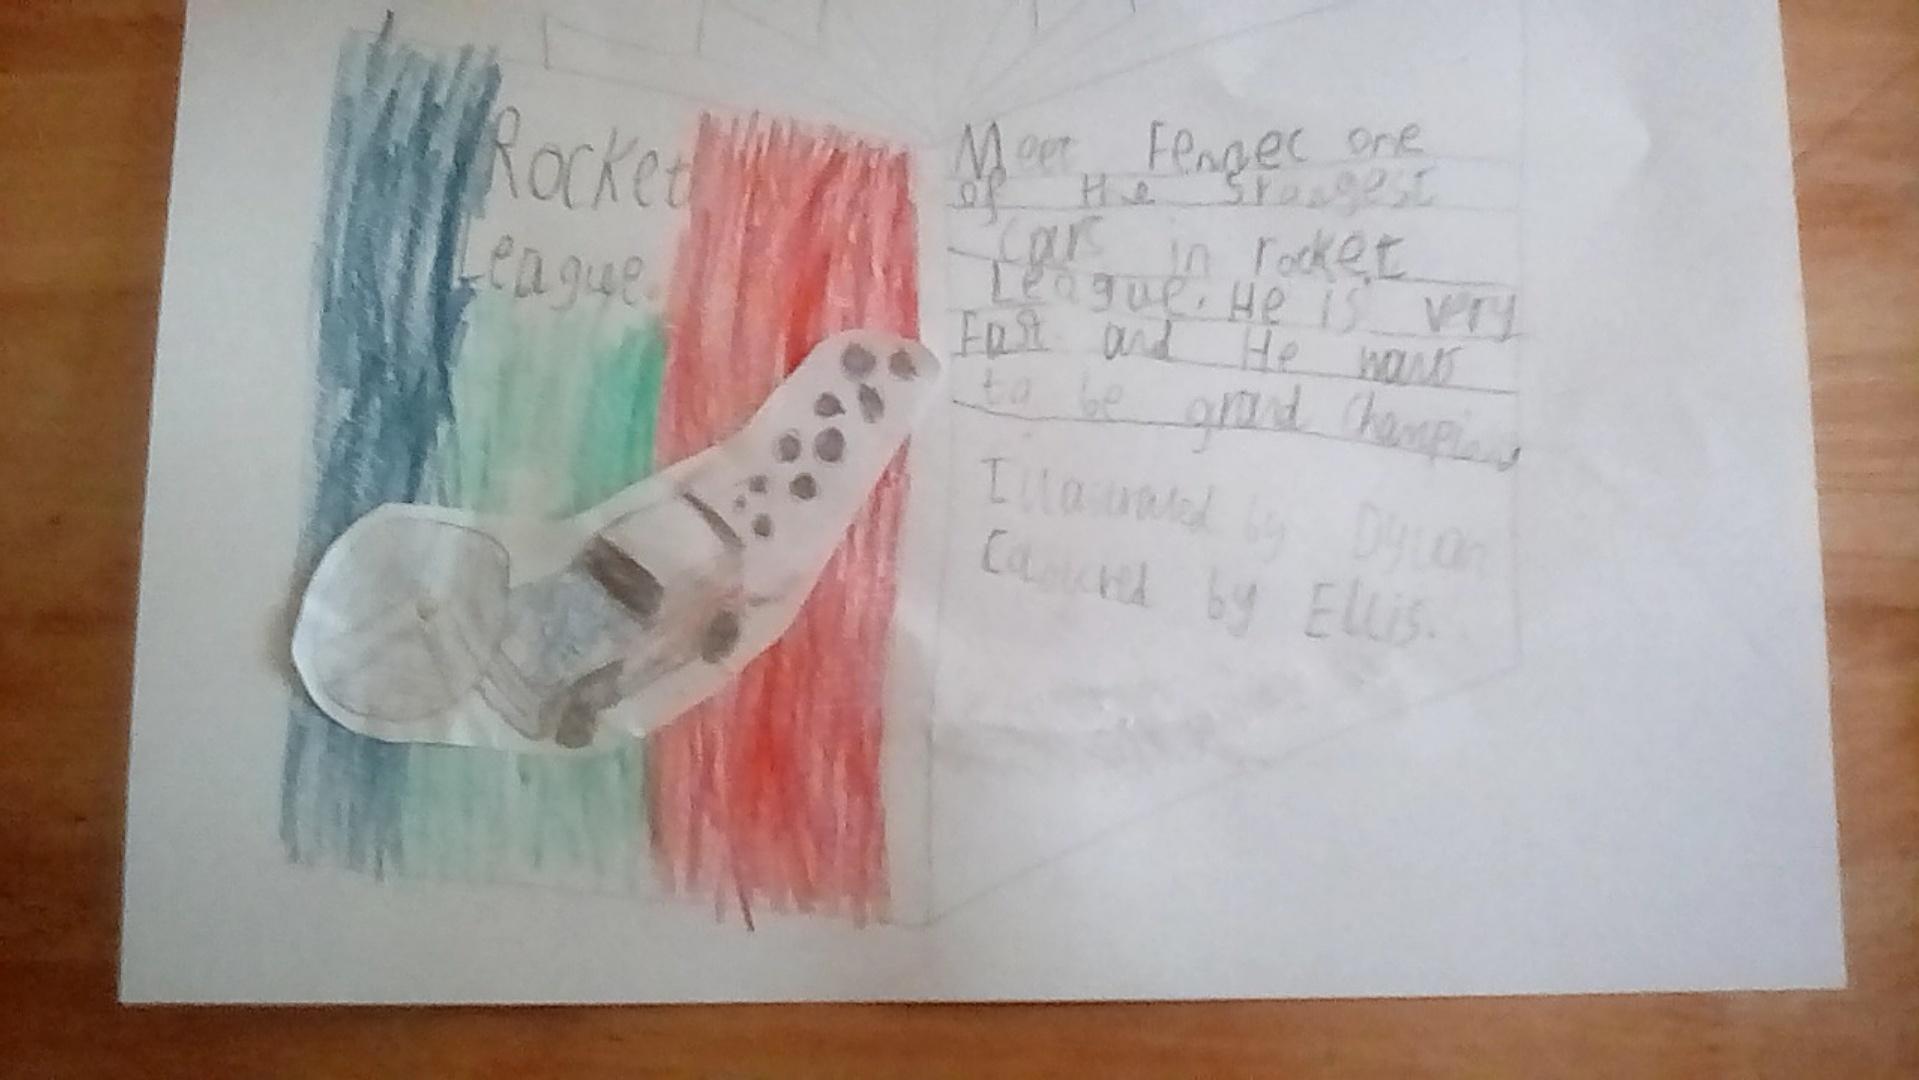 Rocket
League.
Meet Fennec one
of the
cars in rocket
League. He is very
Fast and He wants
to be grand Champion
Illustrated by Dylan
Coloured by Ellis.